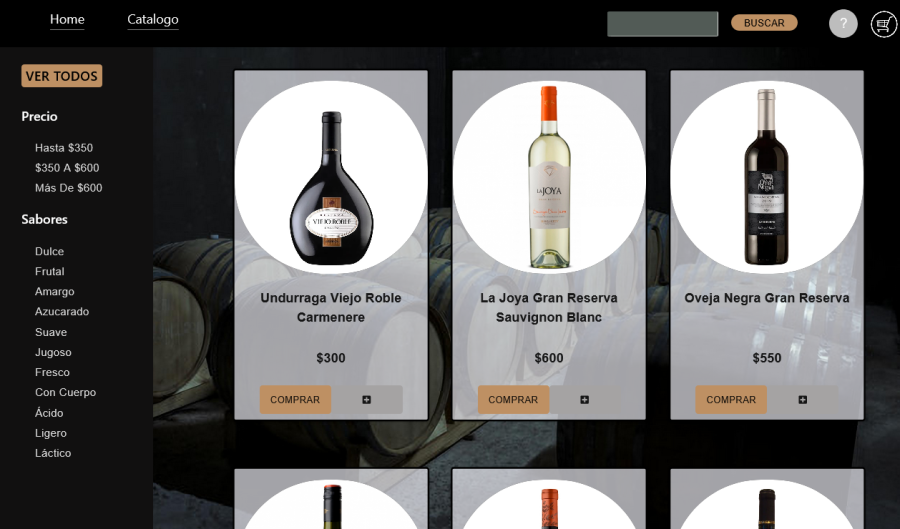 Home
Catalogo
BUSCAR
?
VER TODOS
Precio
Hasta $350
$350 A $600
Más De $600
Sabores
Dulce
Frutal
Amargo
Azucarado
Suave
Jugoso
Fresco
Con Cuerpo
Ácido
Ligero
Láctico
VIEJO ROBLE
Undurraga Viejo Roble
Carmenere
$300
COMPRAR
LA JOYA
La Joya Gran Reserva
Sauvignon Blanc
$600
COMPRAR
Oveja Negra Gran Reserva
$550
COMPRAR